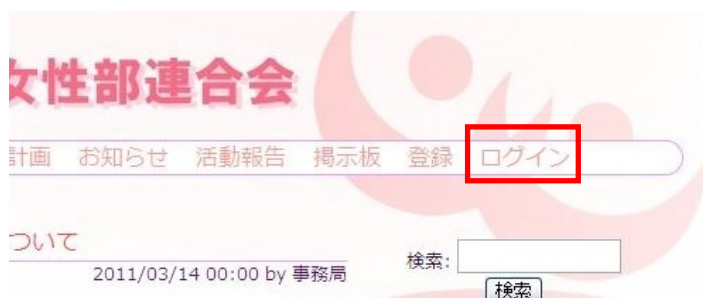 女性部連合会
計画 お知らせ 活動報告 掲示板 登録 ログイン
ついて
2011/03/14 00:00 by 事務局
検索:
検索